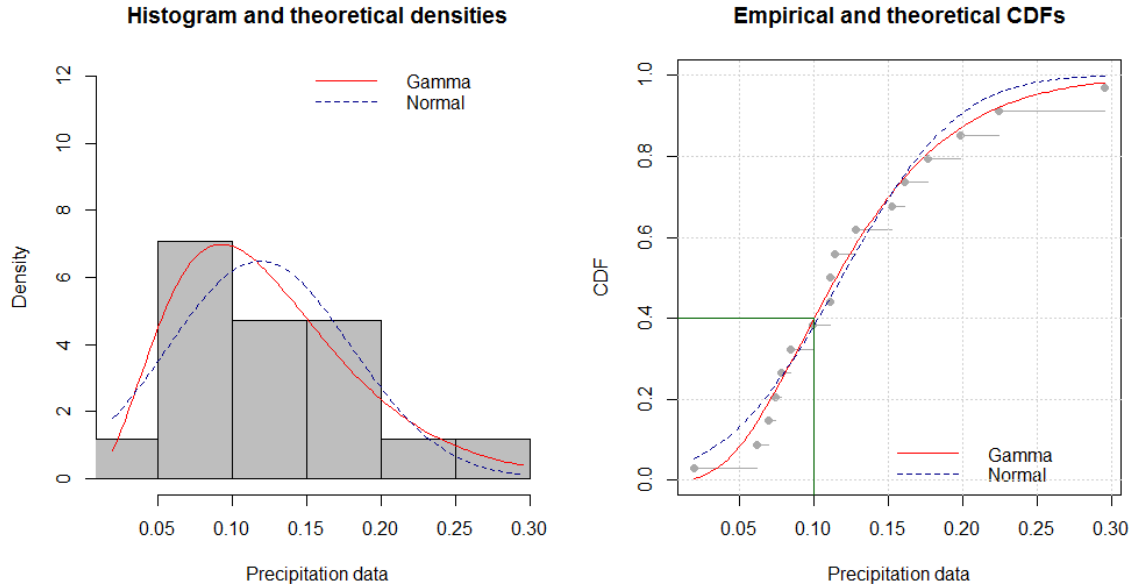 Histogram and theoretical densities
Density
12
10
8
6
4
2
0
Gamma
Normal
0.05 0.10 0.15 0.20 0.25 0.30
Precipitation data
Empirical and theoretical CDFs
CDF
1.0
0.8
0.6
0.4
0.2
0.0
Gamma
Normal
0.05 0.10 0.15 0.20 0.25 0.30
Precipitation data